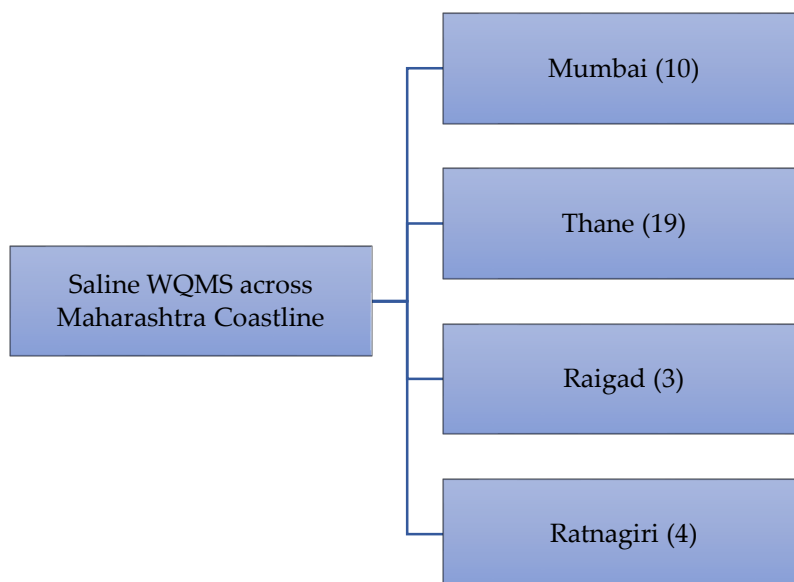 Mumbai (10)
Thane (19)
Saline WQMS across
Maharashtra Coastline
Raigad (3)
Ratnagiri (4)